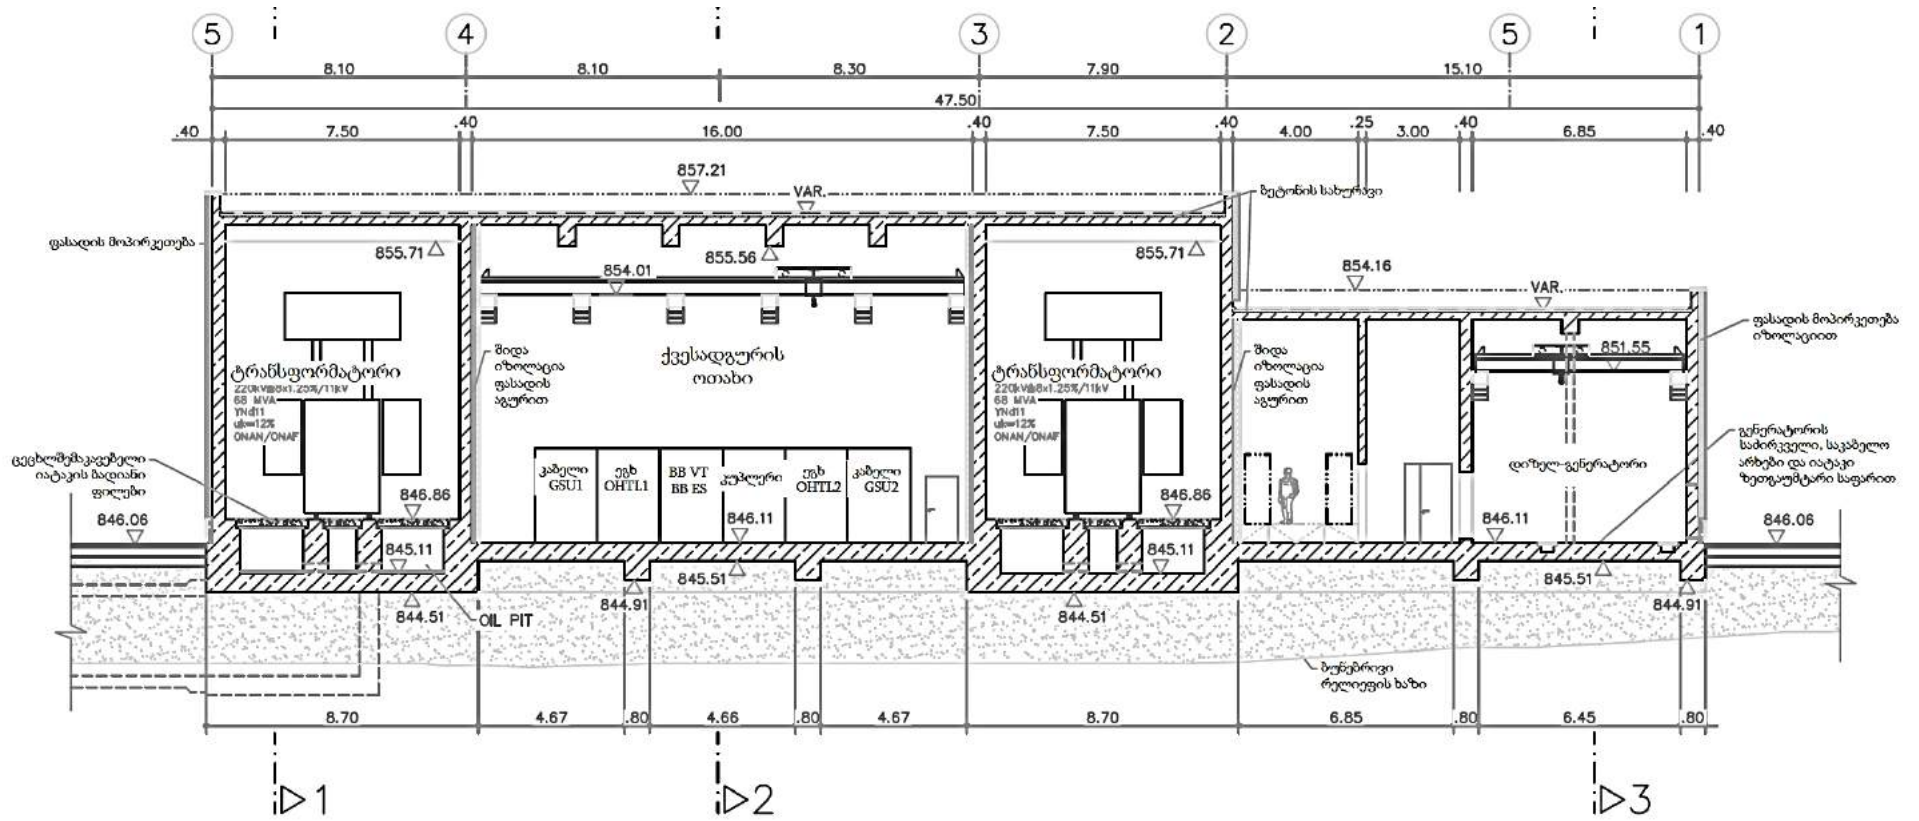 5 4 3 2 5 1
8.10 8.10 8.30 7.90 15.10
47.50
.40 7.50 .40 16.00 .40 7.50 .40 4.00 .25 3.00 .40 6.85 .40
857.21
VAR.
ბეტონის სახურავი
ფასადის მოპირკეთება
855.71
855.56
855.71
854.01
854.16
VAR.
ფასადის მოპირკეთება
იზოლაციით
851.55
შიდა
იზოლაცია
ფასადის
აგურით
ქვესადგურის
ოთახი
შიდა
იზოლაცია
ფასადის
აგურით
ტრანსფორმატორი
220kV±8x1.25%/11kV
68 MVA
YNd11
uk=12%
ONAN/ONAF
ტრანსფორმატორი
220kV±8x1.25%/11kV
68 MVA
YNd11
uk=12%
ONAN/ONAF
ცეცხლშემაკავებელი
იატაკის ბადიანი
ფილები
კაბელი
GSU1
ეგხ
OHTL1
BB VT
BB ES
კუპლერი
ეგხ
OHTL2
კაბელი
GSU2
დიზელ-გენერატორი
გენერატორის
საძირკველი, საკაბელო
არხები და იატაკი
ზეთგაუმტარი საფარით
846.06
846.86
846.11
846.86
846.11
846.06
845.11
845.51
845.11
845.51
844.51
OIL PIT
844.91
844.51
844.91
ბუნებრივი
რელიეფის ხაზი
8.70 4.67 .80 4.66 .80 4.67 8.70 6.85 .80 6.45 .80
1 2 3